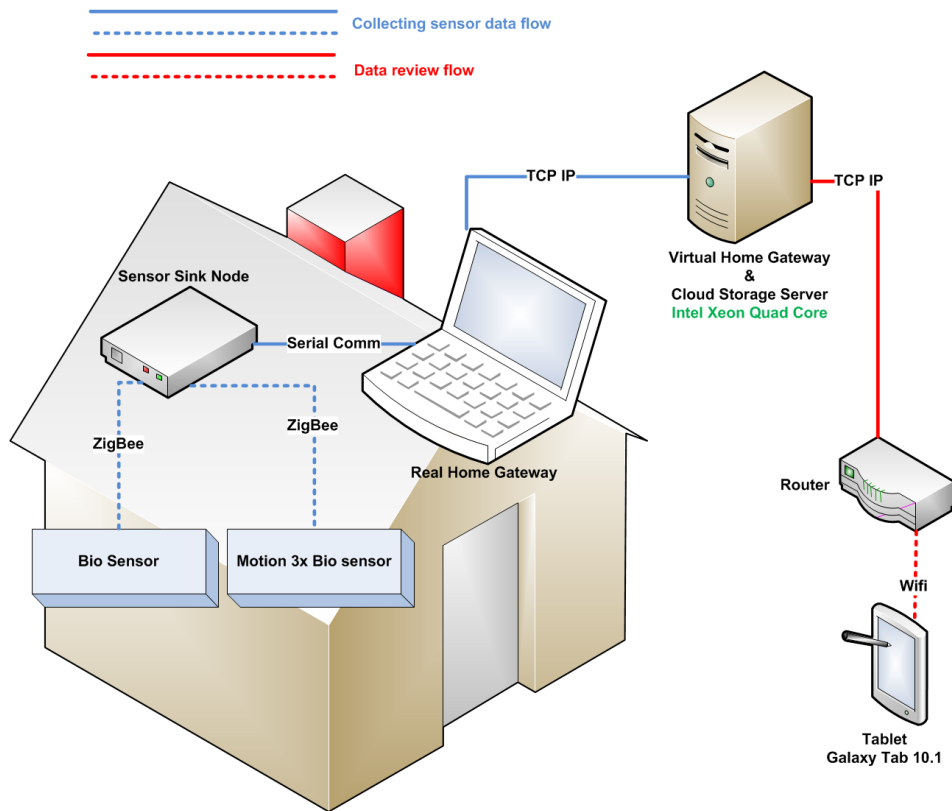 Collecting sensor data flow
Data review flow
TCP IP
TCP IP
Virtual Home Gateway
&
Cloud Storage Server
Intel Xeon Quad Core
Sensor Sink Node
Serial Comm
ZigBee
ZigBee
Real Home Gateway
Router
Bio Sensor
Motion 3x Bio sensor
Wifi
Tablet
Galaxy Tab 10.1